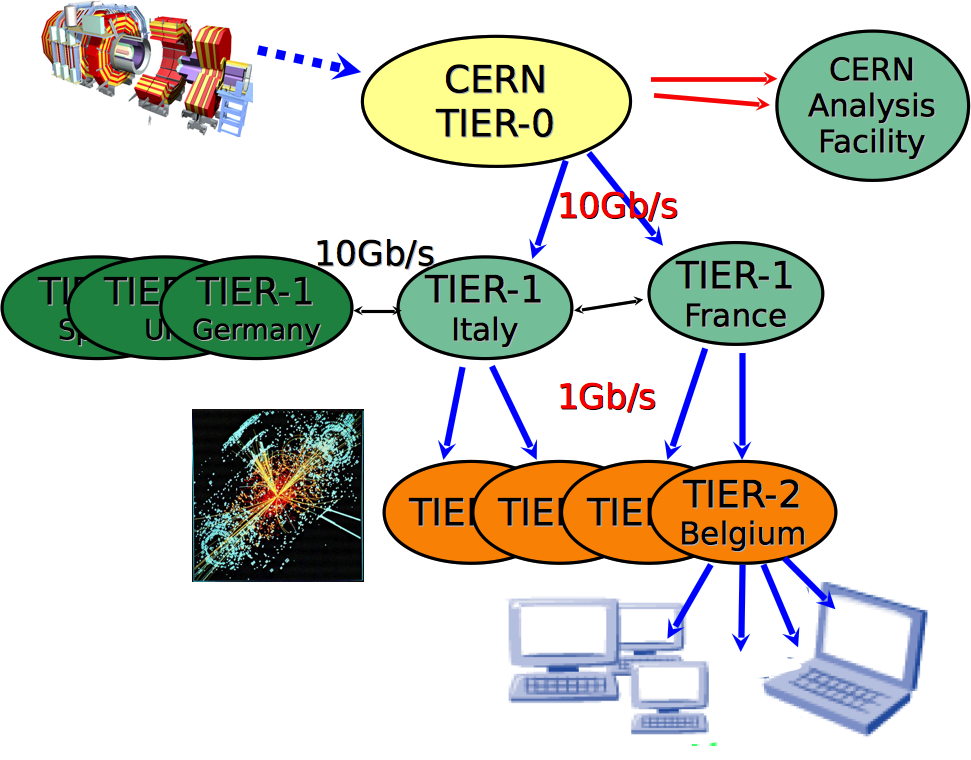 CERN
TIER-0
CERN
Analysis
Facility
10Gb/s
10Gb/s
TIER-1
Germany
TIER-1
Italy
TIER-1
France
1Gb/s
TIER-2
Belgium